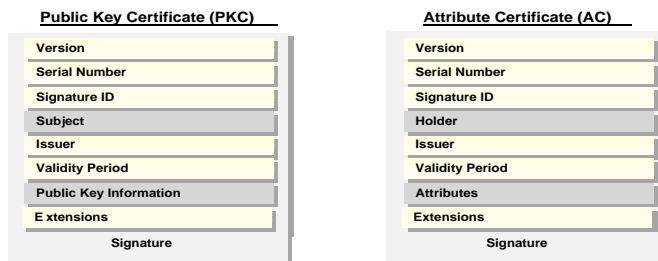 Public Key Certificate (PKC)
Version
Serial Number
Signature ID
Subject
Issuer
Validity Period
Public Key Information
E xtensions
Signature
Attribute Certificate (AC)
Version
Serial Number
Signature ID
Holder
Issuer
Validity Period
Attributes
Extensions
Signature